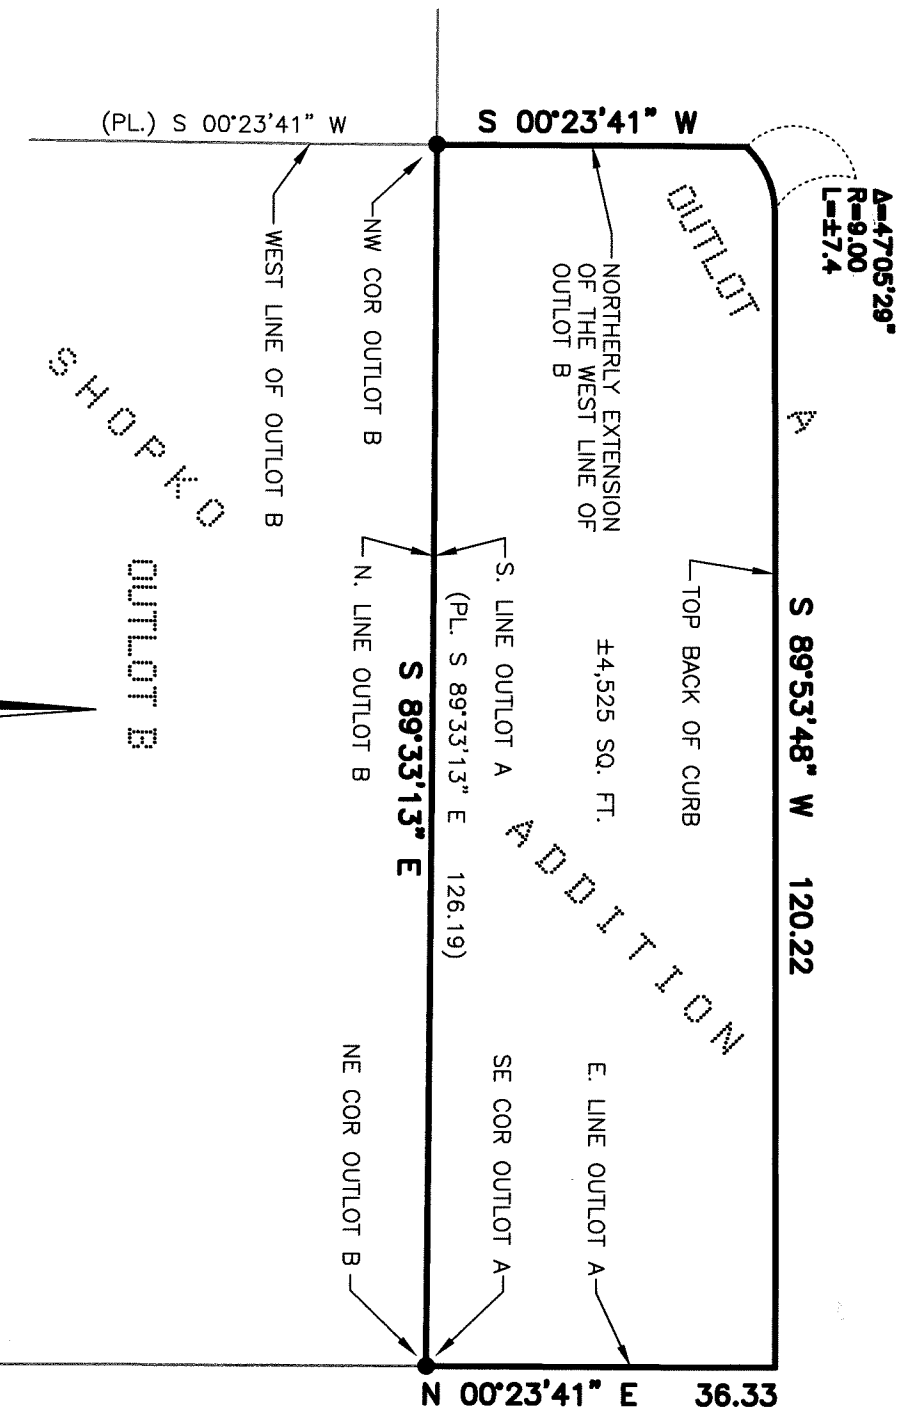 Δ=47°05'29"
R=9.00
L=±7.4
S 89°53'48" W 120.22
S 00°23'41" W
(PL.) S 00°23'41" W
OUTLOT A
TOP BACK OF CURB
NORTHERLY EXTENSION
OF THE WEST LINE OF
OUTLOT B
±4,525 SQ. FT.
E. LINE OUTLOT A
S. LINE OUTLOT A
SE COR OUTLOT A
(PL. S 89°33'13" E 126.19)
S 89°33'13" E
NW COR OUTLOT B
N. LINE OUTLOT B
NE COR OUTLOT B
WEST LINE OF OUTLOT B
SHOPKO ADDITION
OUTLOT B
N 00°23'41" E 36.33